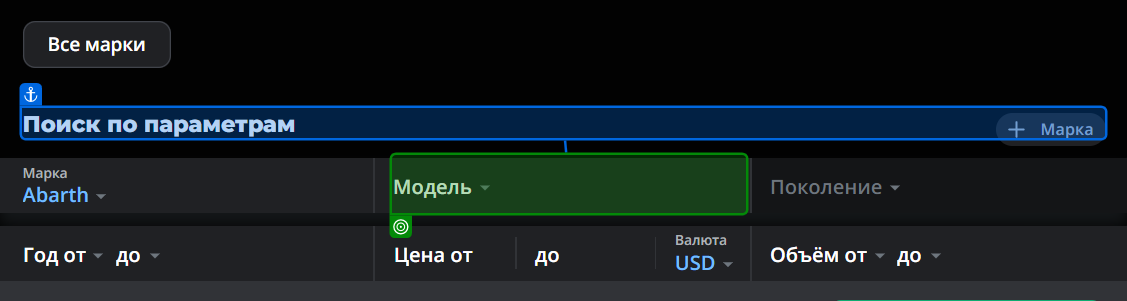 Все марки
Поиск по параметрам
+ Марка
Марка
Abarth
Модель
Поколение
Год от до
Цена от до
Валюта
USD
Объём от до